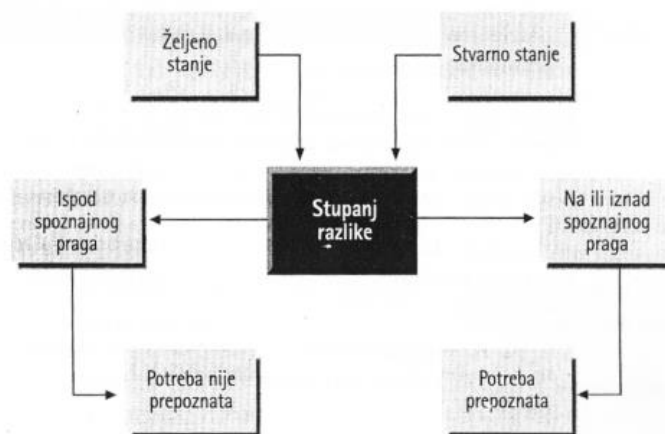 Željeno
stanje
Stvarno stanje
Ispod
spoznajnog
praga
Stupanj
razlike
Na ili iznad
spoznajnog
praga
Potreba nije
prepoznata
Potreba
prepoznata